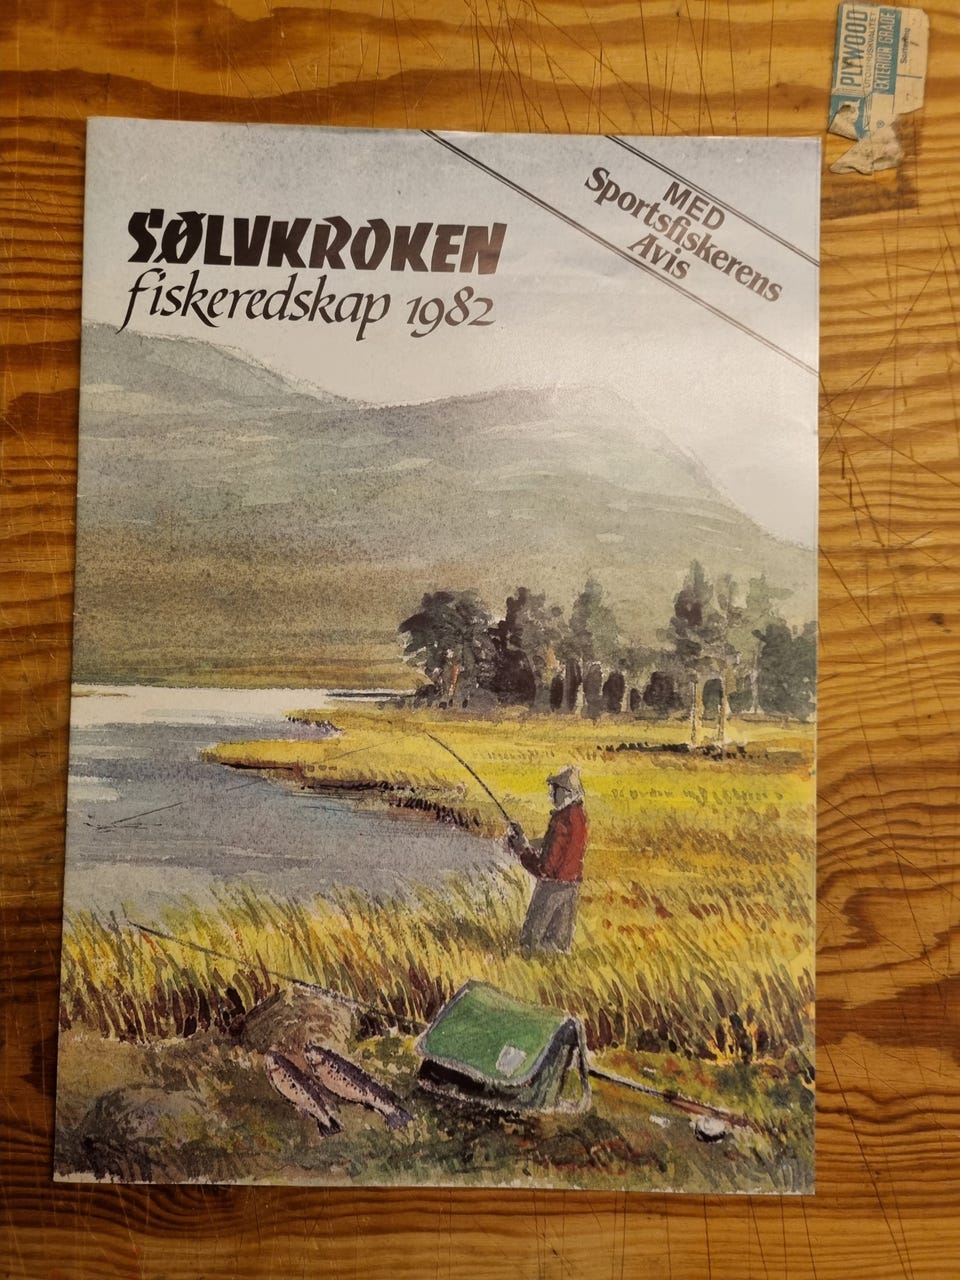 SØLVKROKEN
fiskeredskap 1982
MED
Sportsfiskerens
Avis
PLYWOOD
EXTERIOR GRADE